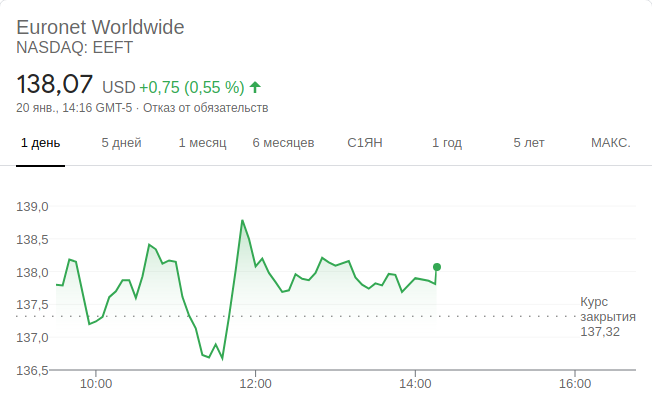 Euronet Worldwide
NASDAQ: EEFT
138,07 USD +0,75 (0,55 %)
20 янв., 14:16 GMT-5 · Отказ от обязательств
1 день 5 дней 1 месяц 6 месяцев С1ЯН 1 год 5 лет МАКС.
139,0
138,5
138,0
137,5
137,0
136,5
Курс
закрытия
137,32
10:00 12:00 14:00 16:00